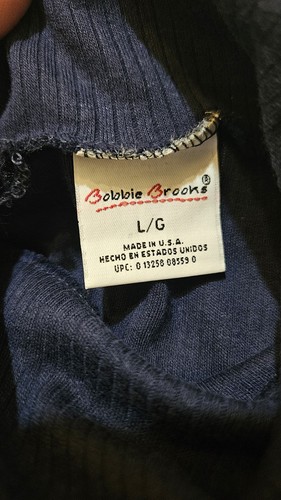 Bobbie Brooks®
L/G
MADE IN U.S.A.
HECHO EN ESTADOS UNIDOS
UPC: 0 13258 08559 0